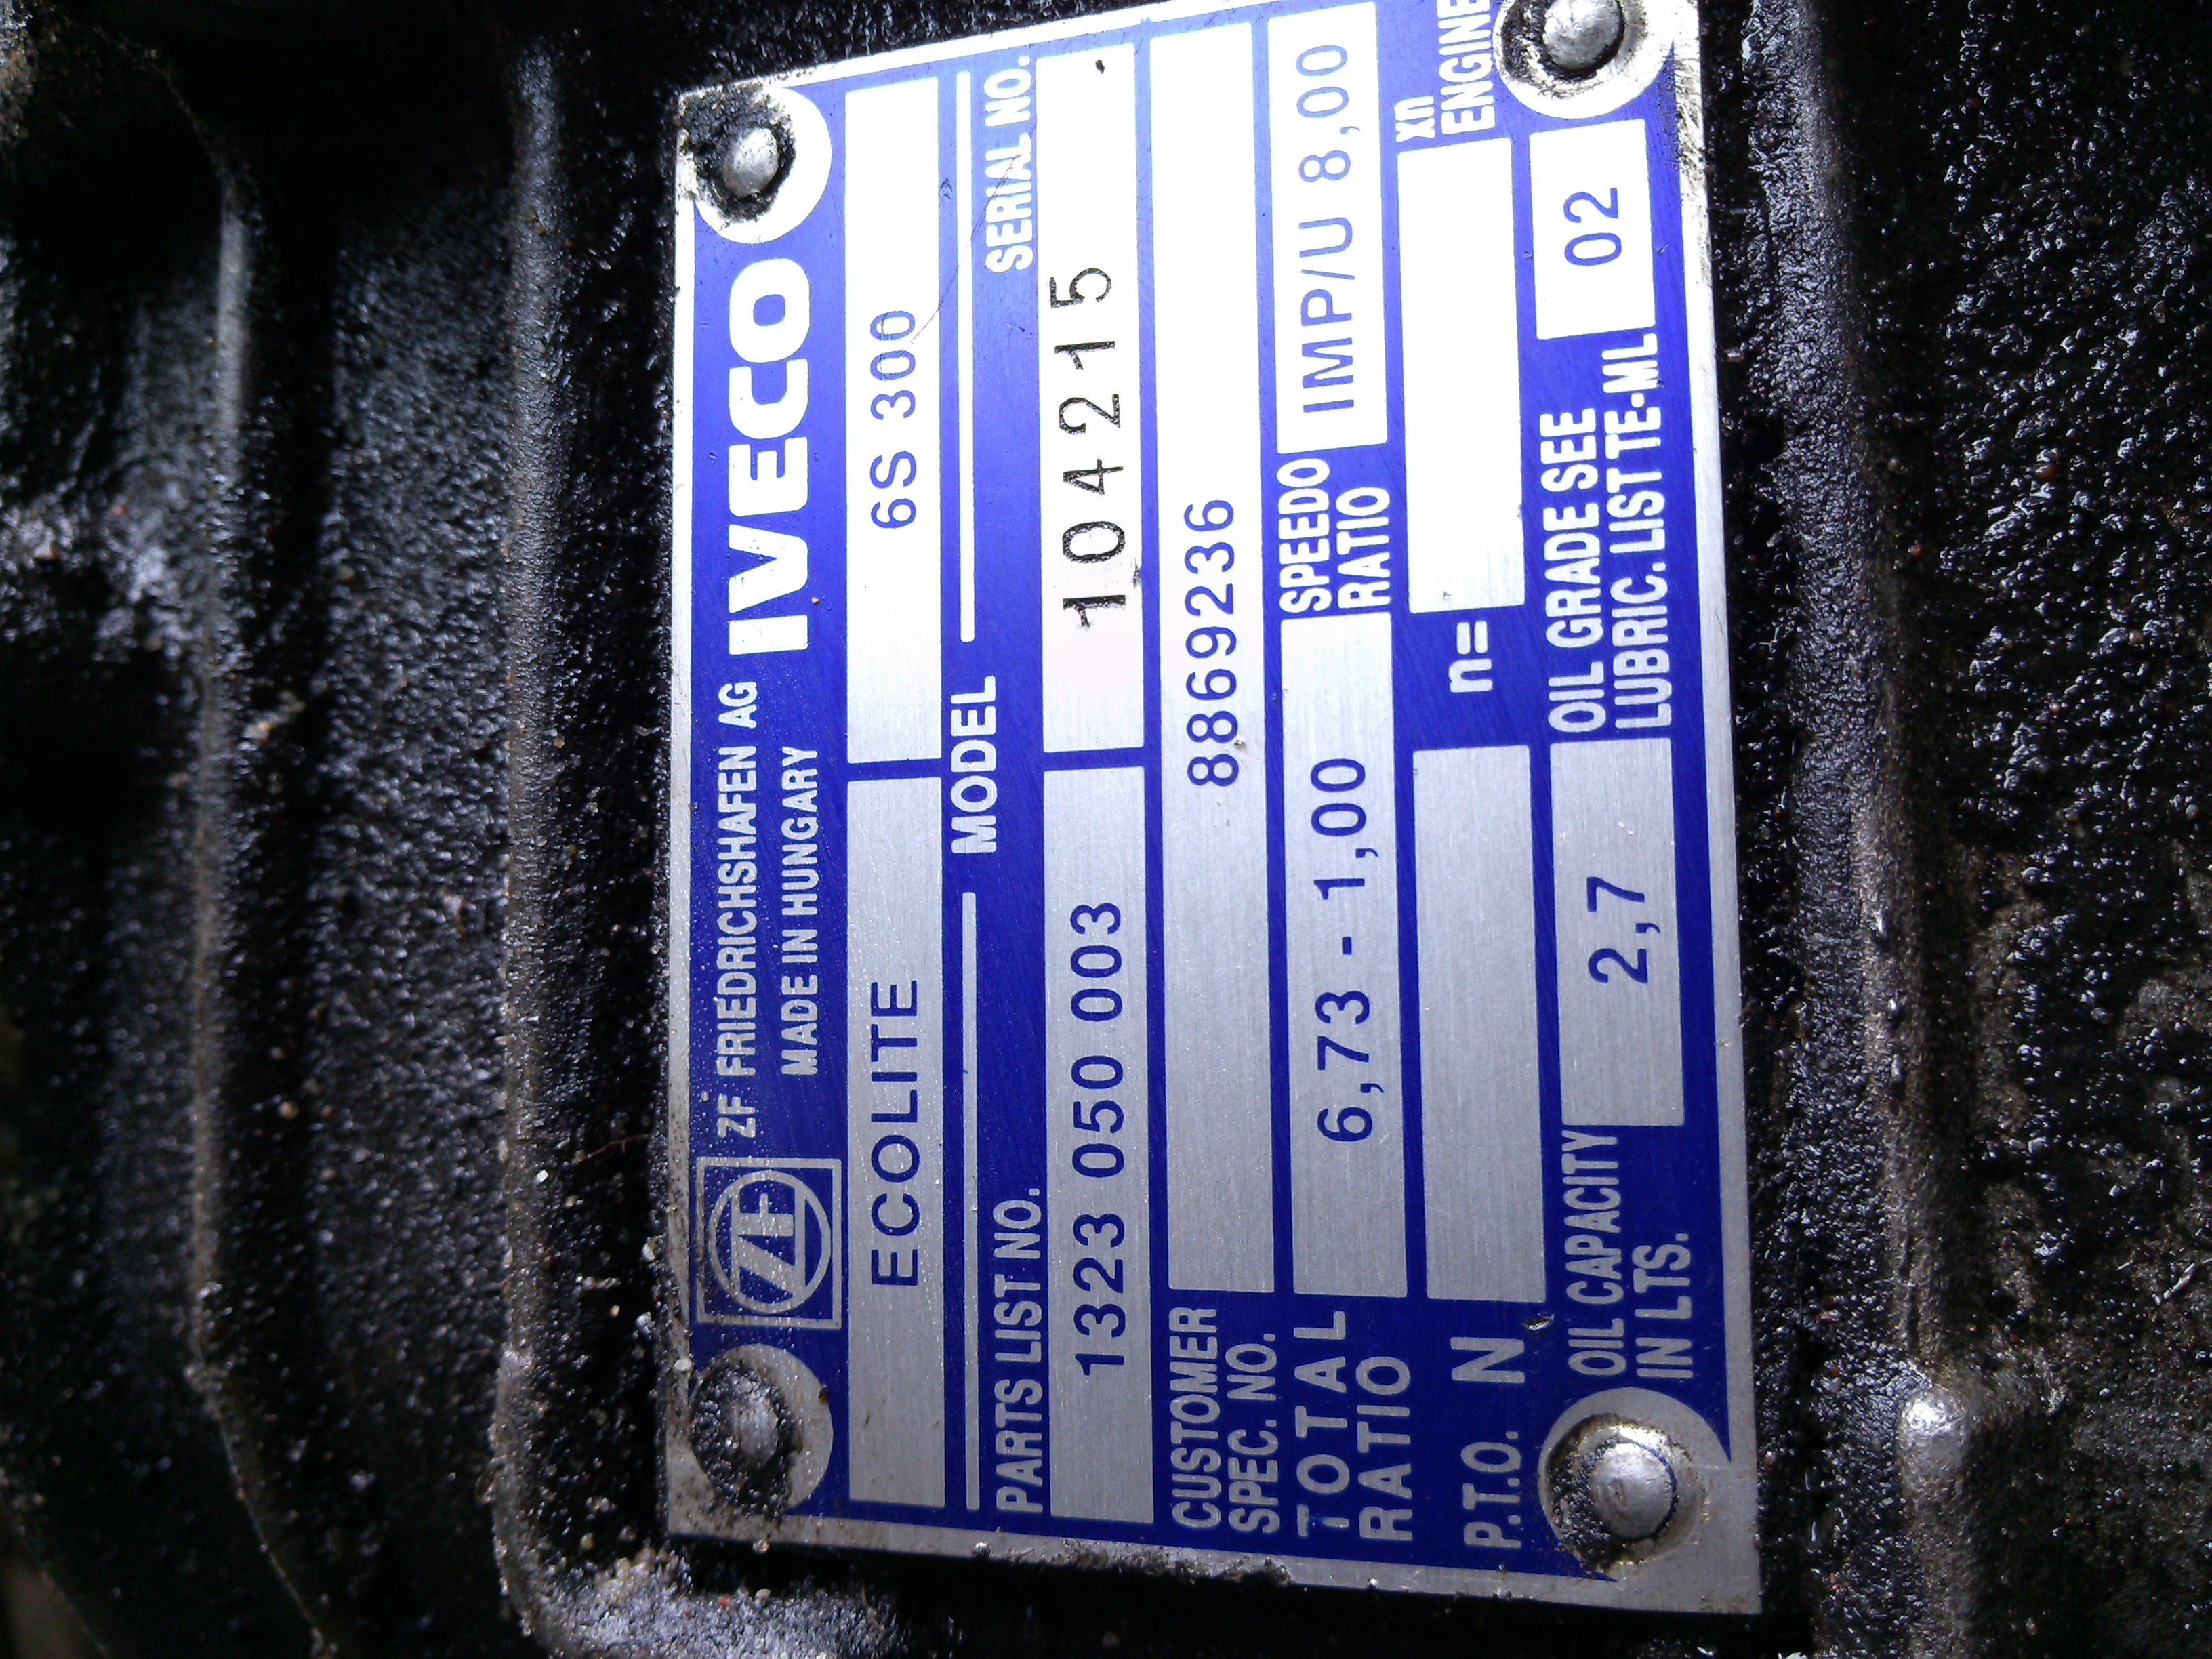 ZF ZF FRIEDRICHSHAFEN AG IVECO
MADE IN HUNGARY
ECOLITE 6S 300
MODEL
PARTS LIST NO. SERIAL NO.
1323 050 003 104215
CUSTOMER
SPEC. NO. 8869236
TOTAL
RATIO 6,73 - 1,00 SPEEDO
RATIO IMP/U 8,00
P.T.O. N n= xn
ENGINE
OIL CAPACITY
IN LTS. 2,7 OIL GRADE SEE
LUBRIC. LIST TE-ML 02